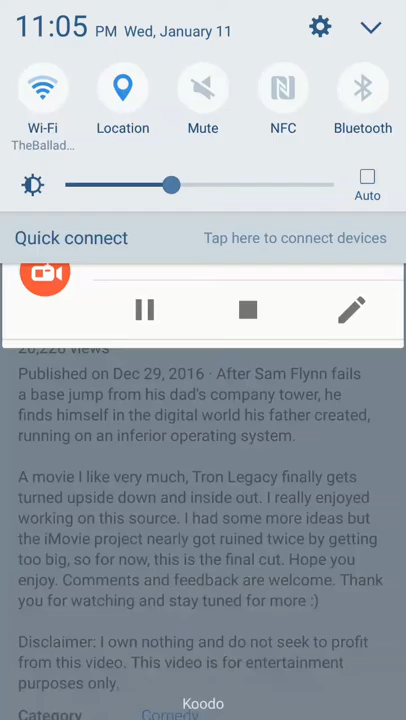 11:05 PM Wed, January 11
Wi-Fi Location Mute NFC Bluetooth
TheBallad...
Auto
Quick connect Tap here to connect devices
20,226 views
Published on Dec 29, 2016 · After Sam Flynn fails
a base jump from his dad's company tower, he
finds himself in the digital world his father created,
running on an inferior operating system.
A movie I like very much, Tron Legacy finally gets
turned upside down and inside out. I really enjoyed
working on this source. I had some more ideas but
the iMovie project nearly got ruined twice by getting
too big, so for now, this is the final cut. Hope you
enjoy. Comments and feedback are welcome. Thank
you for watching and stay tuned for more :)
Disclaimer: I own nothing and do not seek to profit
from this video. This video is for entertainment
purposes only.
Koodo
Category Comedy